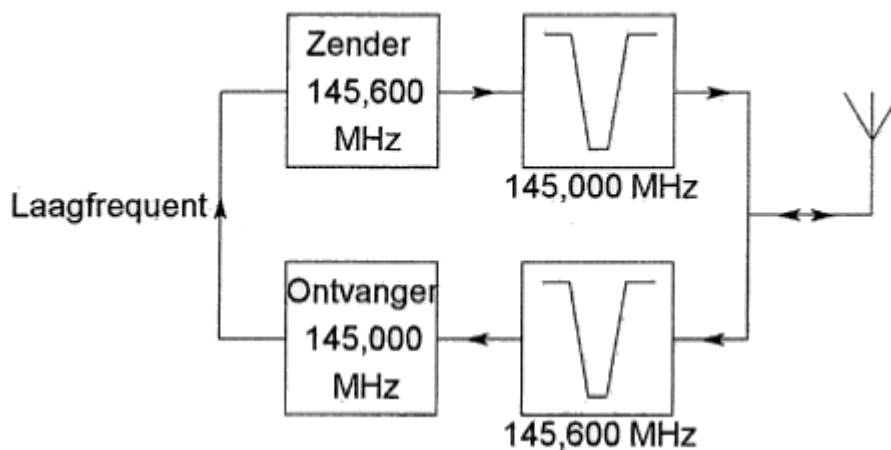 Zender
145,600
MHz
145,000 MHz
Laagfrequent
Ontvanger
145,000
MHz
145,600 MHz